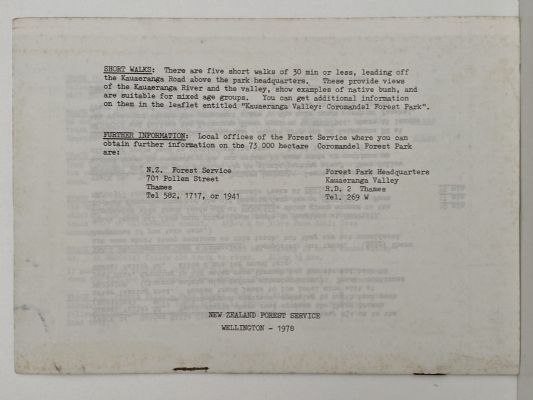 SHORT WALKS: There are five short walks of 30 min or less, leading off
the Kauaeranga Road above the park headquarters. These provide views
of the Kauaeranga River and the valley, show examples of native bush, and
are suitable for mixed age groups. You can get additional information
on them in the leaflet entitled "Kauaeranga Valley: Coromandel Forest Park".
FURTHER INFORMATION: Local offices of the Forest Service where you can
obtain further information on the 73 000 hectare Coromandel Forest Park
are:
N.Z. Forest Service
701 Pollen Street
Thames
Tel 582, 1717, or 1941
Forest Park Headquarters
Kauaeranga Valley
R.D. 2 Thames
Tel. 269 W
NEW ZEALAND FOREST SERVICE
WELLINGTON - 1978